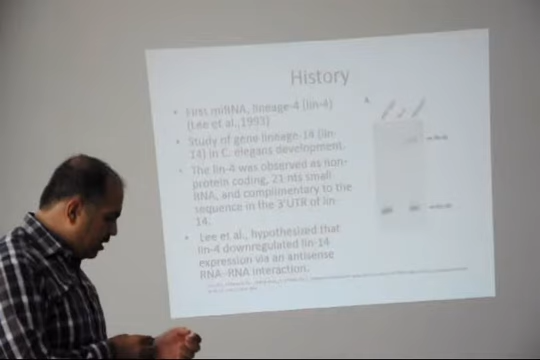 History
• First miRNA, lineage-4 (lin-4)
(Lee et al.,1993)
• Study of gene lineage-14 (lin-
14) in C. elegans development.
• The lin-4 was observed as non-
protein coding, 21 nts small
RNA, and complimentary to the
sequence in the 3'UTR of lin-
14.
• Lee et al., hypothesized that
lin-4 downregulated lin-14
expression via an antisense
RNA-RNA interaction.